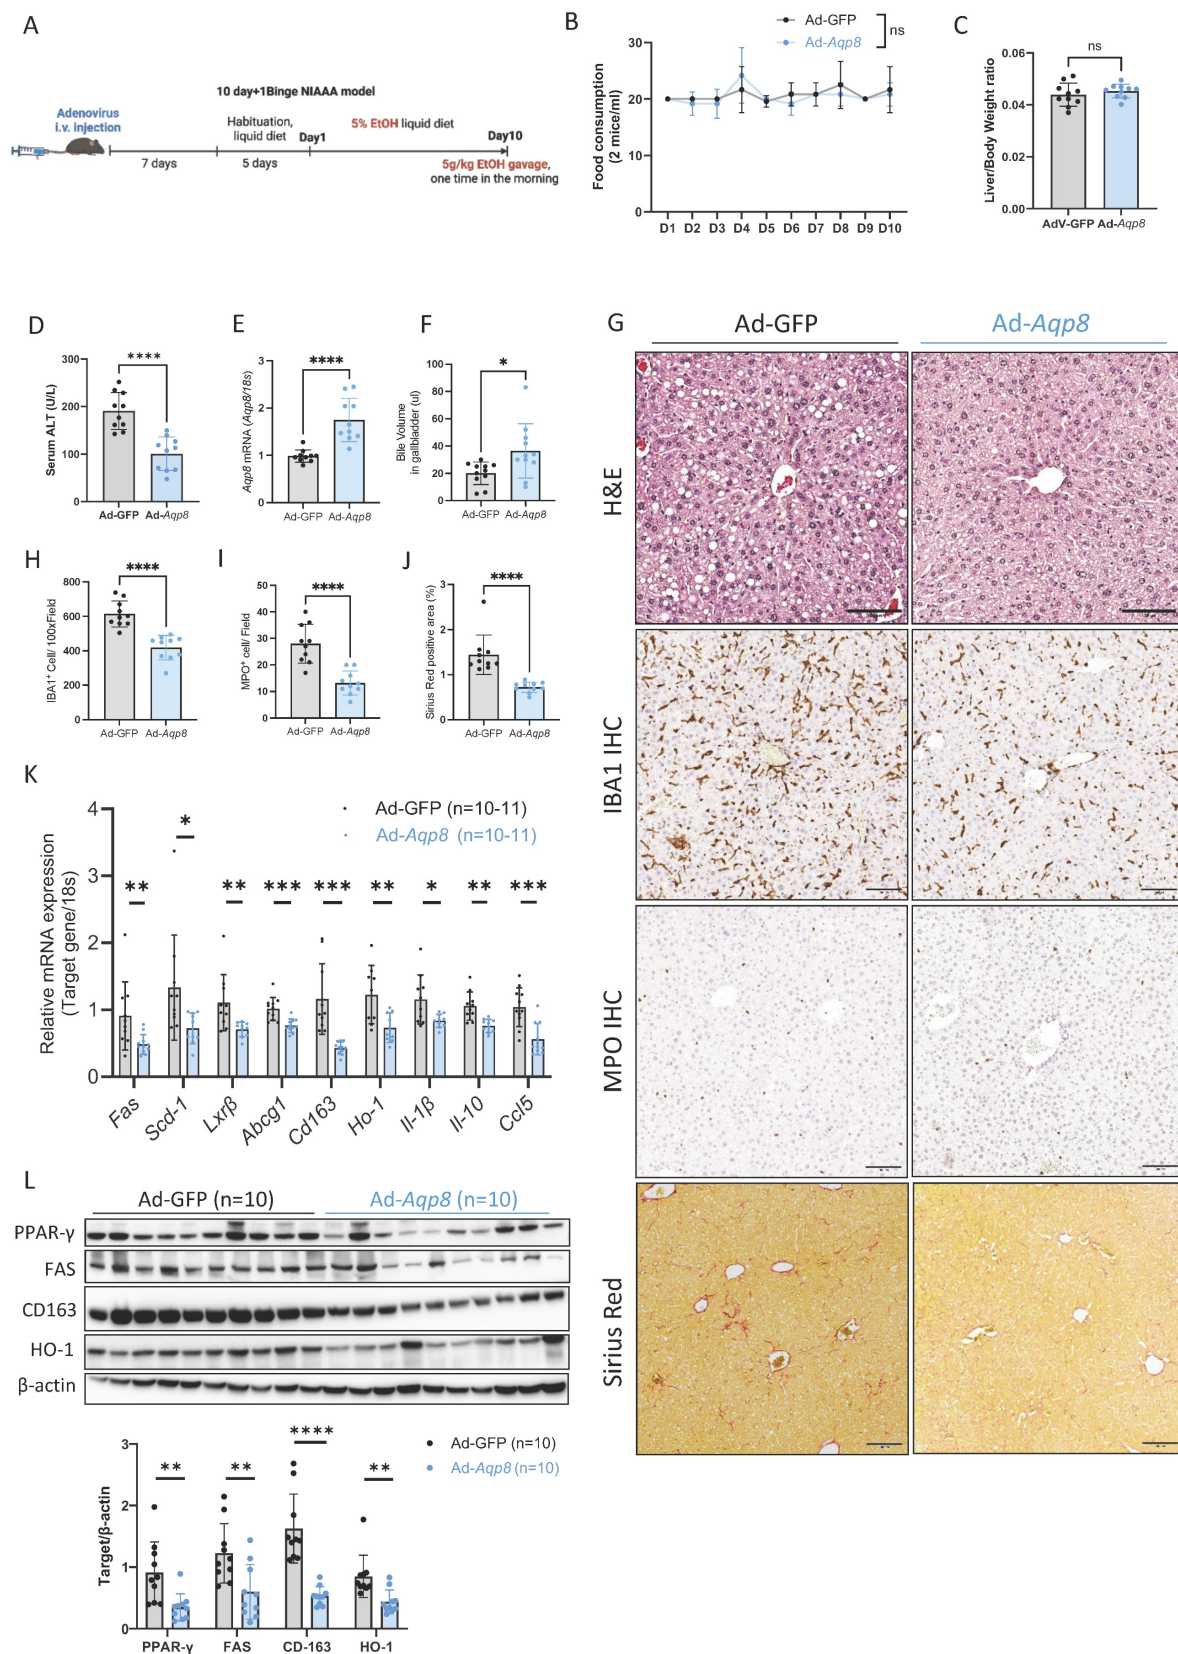 A
10 day+1Binge NIAAA model
Adenovirus
i.v. injection
Habituation,
liquid diet
Day1
5% EtOH liquid diet
Day10
7 days
5 days
5g/kg EtOH gavage,
one time in the morning
B
Ad-GFP
Ad-Aqp8
ns
Food consumption
(2 mice/ml)
30
20
10
0
D1 D2 D3 D4 D5 D6 D7 D8 D9 D10
C
ns
Liver/Body Weight ratio
0.06
0.04
0.02
0.00
AdV-GFP Ad-Aqp8
D
****
Serum ALT (U/L)
300
200
100
0
Ad-GFP Ad-Aqp8
E
****
Aqp8 mRNA (Aqp8/18s)
3
2
1
0
Ad-GFP Ad-Aqp8
F
*
Bile Volume
in gallbladder (ul)
100
80
60
40
20
0
Ad-GFP Ad-Aqp8
G
Ad-GFP
Ad-Aqp8
H&E
IBA1 IHC
MPO IHC
Sirius Red
H
****
IBA1+ Cell/ 100xField
800
600
400
200
0
Ad-GFP Ad-Aqp8
I
****
MPO+ cell/ Field
50
40
30
20
10
0
Ad-GFP Ad-Aqp8
J
****
Sirius Red positive area (%)
3
2
1
0
Ad-GFP Ad-Aqp8
K
Ad-GFP (n=10-11)
Ad-Aqp8 (n=10-11)
Relative mRNA expression
(Target gene/18s)
4
3
2
1
0
** * ** *** *** ** * ** ***
Fas Scd-1 Lxrβ Abcg1 Cd163 Ho-1 Il-1β Il-10 Ccl5
L
Ad-GFP (n=10) Ad-Aqp8 (n=10)
PPAR-γ
FAS
CD163
HO-1
β-actin
Ad-GFP (n=10)
Ad-Aqp8 (n=10)
Target/β-actin
3
2
1
0
** ** **** **
PPAR-γ FAS CD-163 HO-1